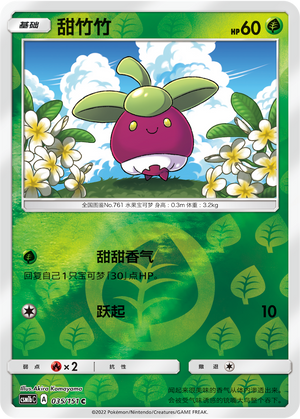 基础 甜竹竹 HP60
全国图鉴No.761 水果宝可梦 身高：0.3m 体重：3.2kg
甜甜香气
回复自己1只宝可梦「30」点HP。
跃起 10
弱点 ×2 抗性 撤退
Illus. Akira Komayama
csm1bC A 035/151 C
©2022 Pokémon/Nintendo/Creatures/GAME FREAK.